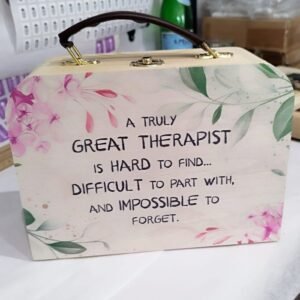 A TRULY
GREAT THERAPIST
IS HARD TO FIND...
DIFFICULT TO PART WITH,
AND IMPOSSIBLE TO
FORGET.